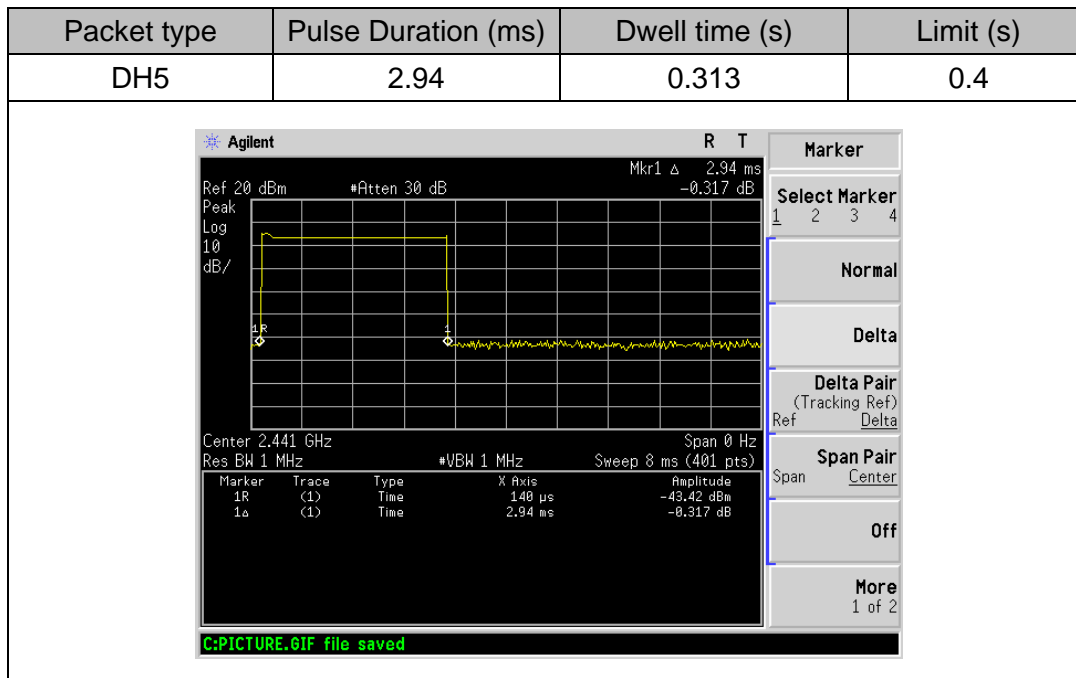 Packet type Pulse Duration (ms) Dwell time (s) Limit (s)
DH5 2.94 0.313 0.4
Agilent R T Marker
Mkr1 Δ 2.94 ms
Ref 20 dBm #Atten 30 dB -0.317 dB
Select Marker
1 2 3 4
Peak
Log
10
dB/
Normal
1R 1
Delta
Delta Pair
(Tracking Ref)
Ref Delta
Center 2.441 GHz Span 0 Hz
Res BW 1 MHz #VBW 1 MHz Sweep 8 ms (401 pts)
Span Pair
Span Center
Marker Trace Type X Axis Amplitude
1R (1) Time 140 µs -43.42 dBm
1Δ (1) Time 2.94 ms -0.317 dB
Off
More
1 of 2
C:PICTURE.GIF file saved